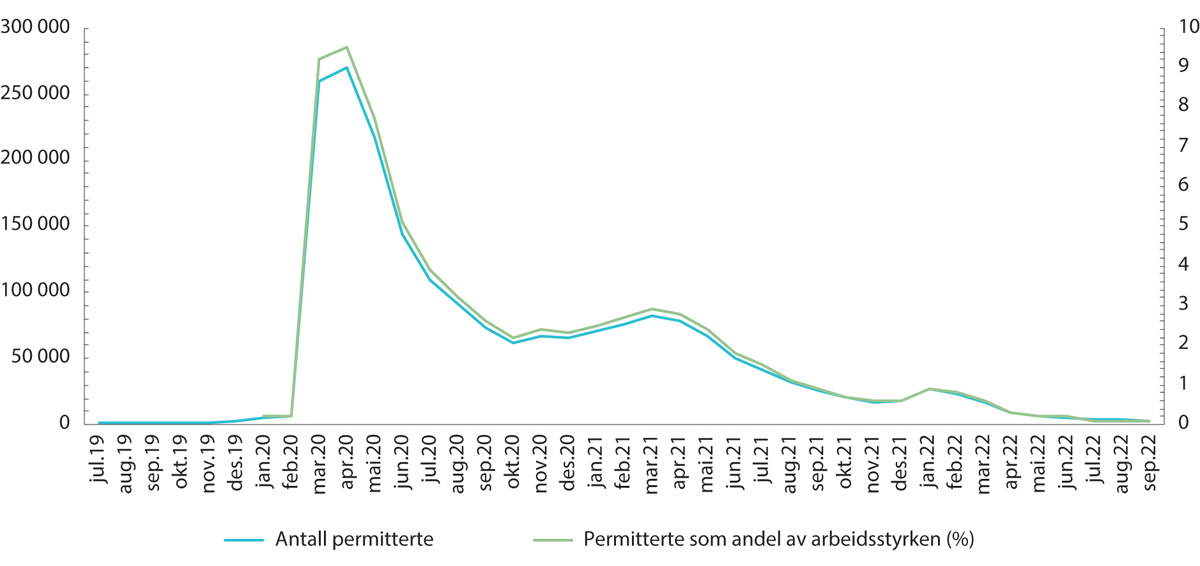 300 000
250 000
200 000
150 000
100 000
50 000
0
10
9
8
7
6
5
4
3
2
1
0
jul.19
aug.19
sep.19
okt.19
nov.19
des.19
jan.20
feb.20
mar.20
apr.20
mai.20
jun.20
jul.20
aug.20
sep.20
okt.20
nov.20
des.20
jan.21
feb.21
mar.21
apr.21
mai.21
jun.21
jul.21
aug.21
sep.21
okt.21
nov.21
des.21
jan.22
feb.22
mar.22
apr.22
mai.22
jun.22
jul.22
aug.22
sep.22
Antall permitterte
Permitterte som andel av arbeidsstyrken (%)